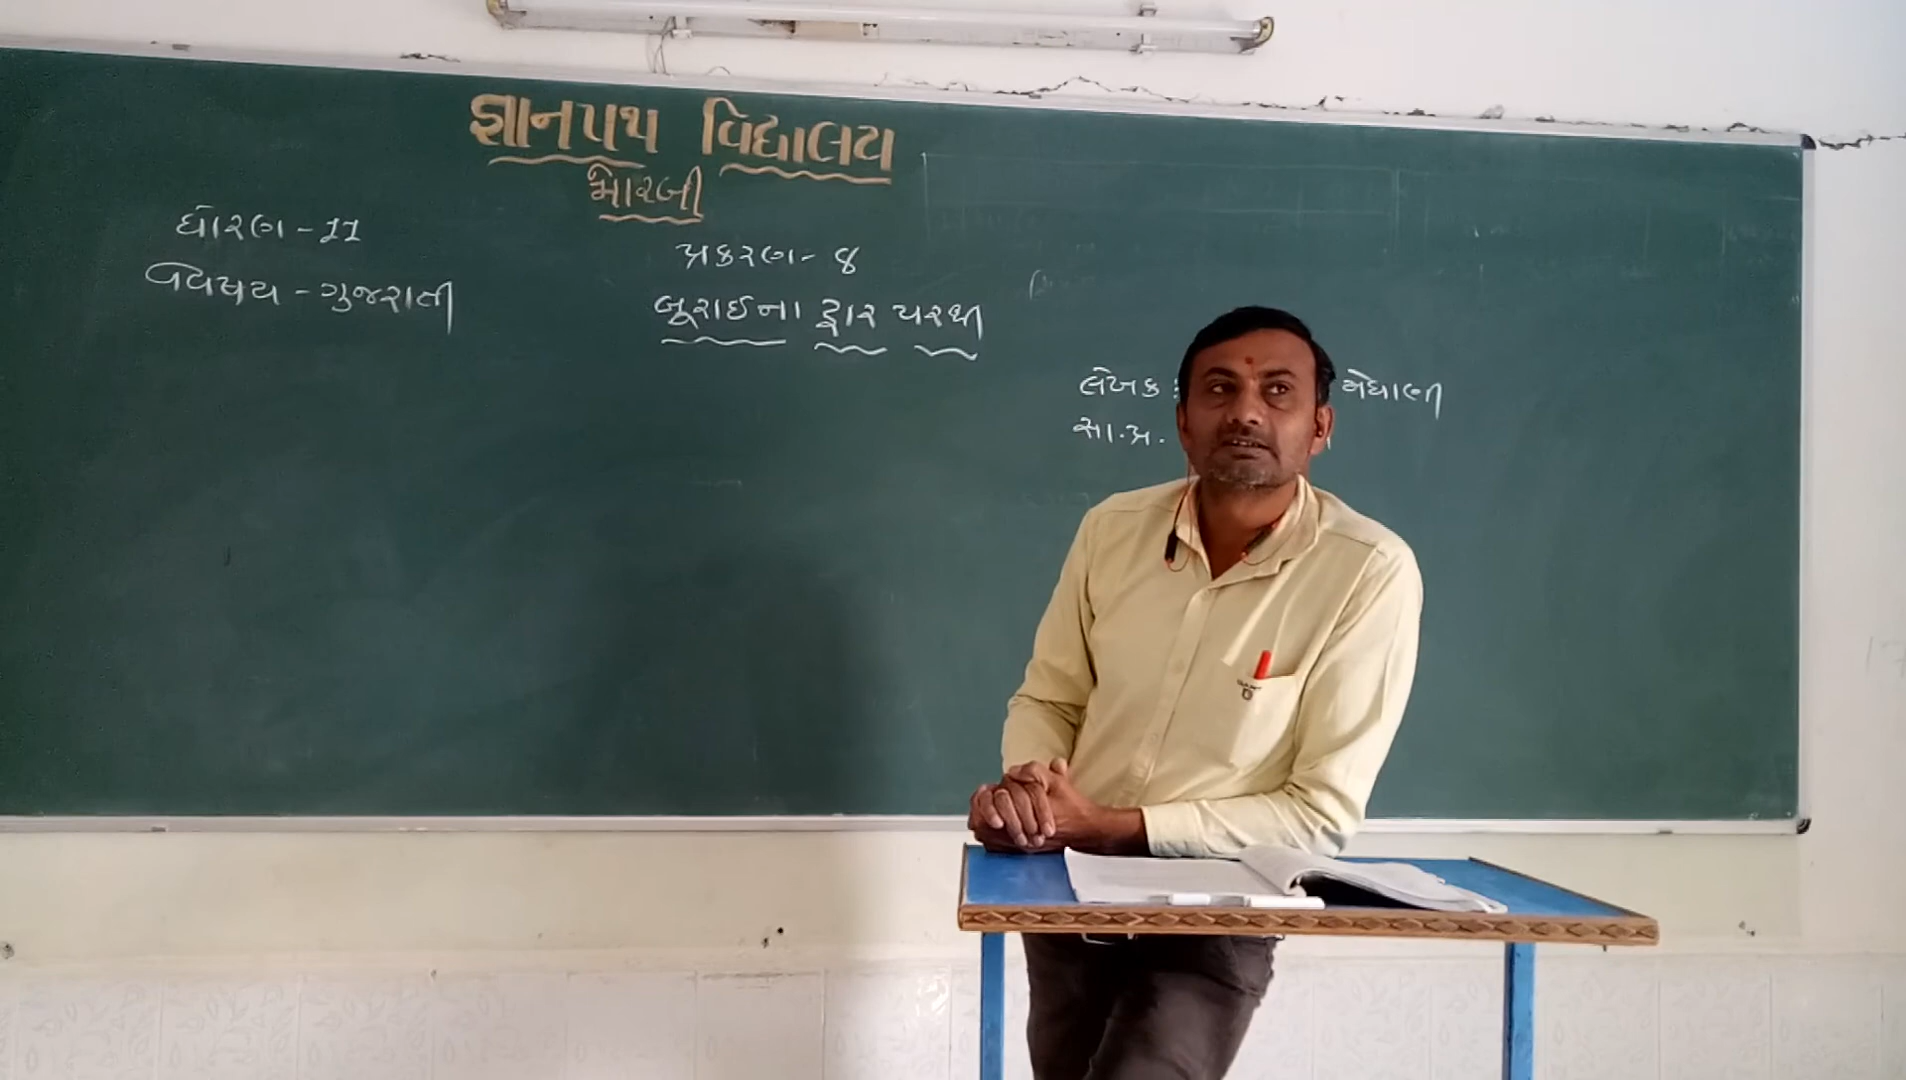 જ્ઞાનપથ વિદ્યાલય
મોરબી
ધોરણ - 11
વિષય - ગુજરાતી
પ્રકરણ - 8
બૂરાઈના દ્વાર પરથી
લેખક : મેઘાણી
સા.પ્ર.